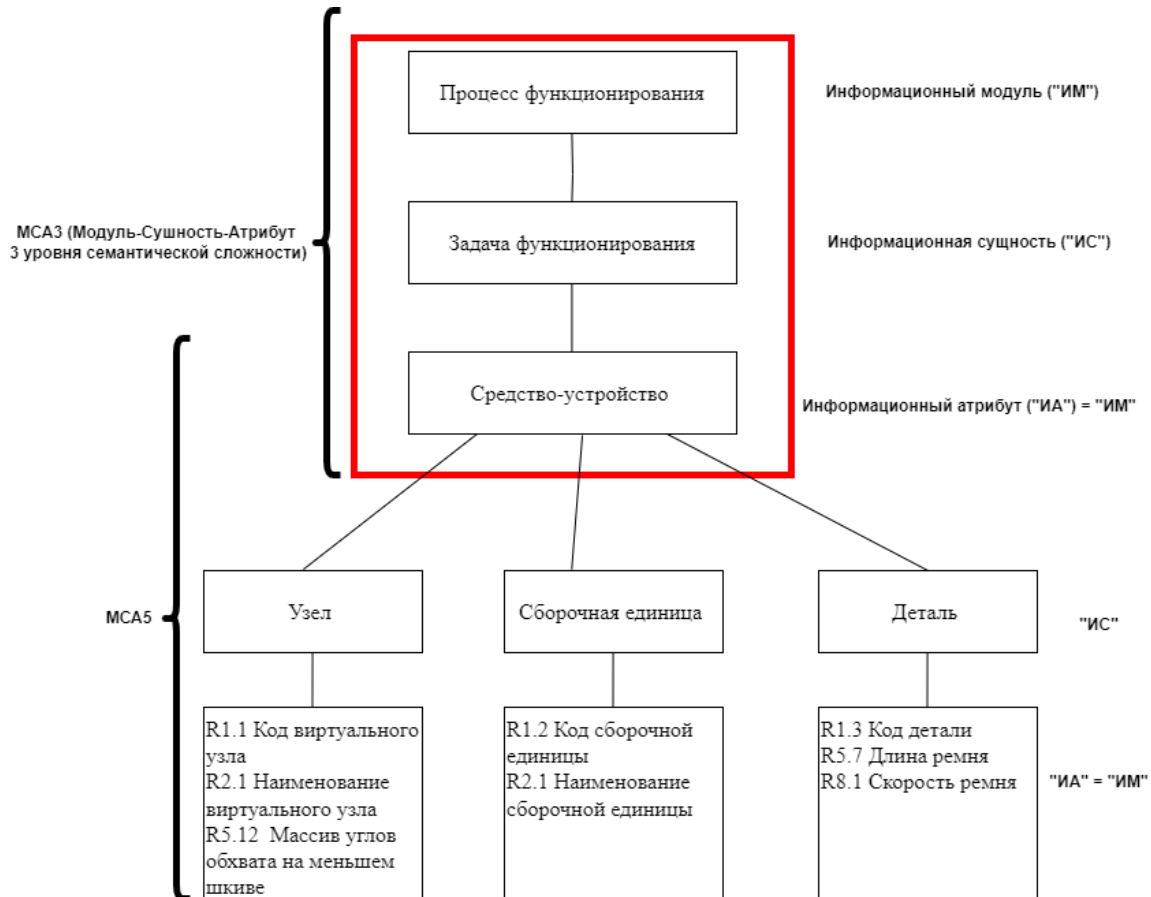 Процесс функционирования
Информационный модуль ("ИМ")
МСА3 (Модуль-Сушность-Атрибут
3 уровня семантической сложности)
Задача функционирования
Информационная сущность ("ИС")
Средство-устройство
Информационный атрибут ("ИА") = "ИМ"
МСА5
Узел
Сборочная единица
Деталь
"ИС"
R1.1 Код виртуального
узла
R2.1 Наименование
виртуального узла
R5.12 Массив углов
обхвата на меньшем
шкиве
R1.2 Код сборочной
единицы
R2.1 Наименование
сборочной единицы
R1.3 Код детали
R5.7 Длина ремня
R8.1 Скорость ремня
"ИА" = "ИМ"